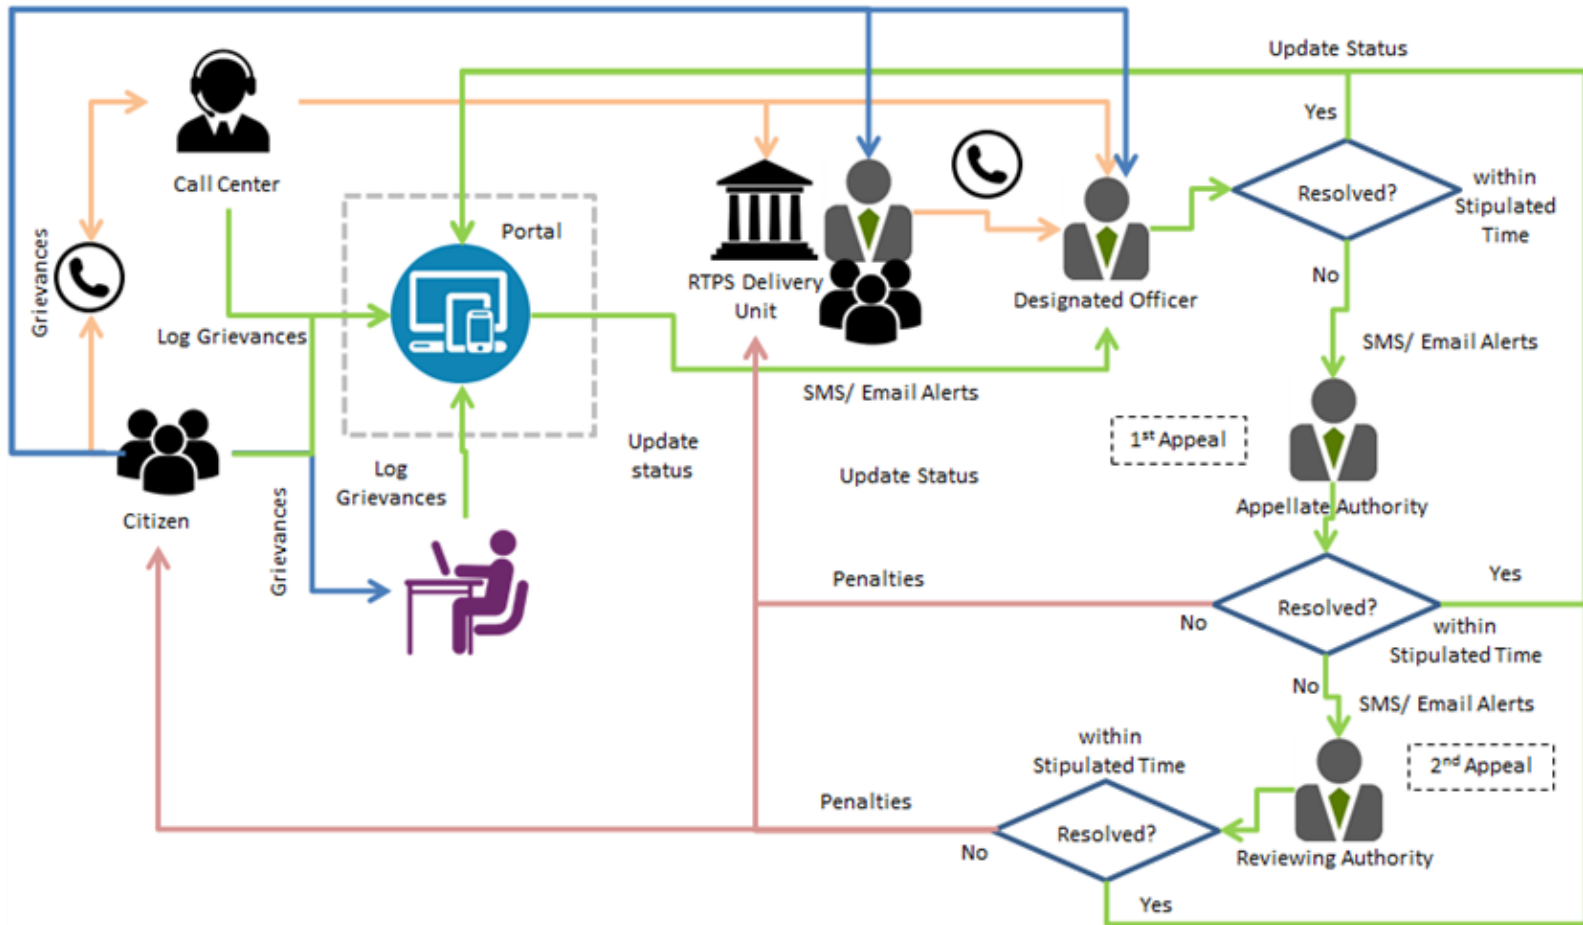 Update Status
Yes
Call Center
Resolved?
within
Stipulated
Time
Portal
Grievances
No
RTPS Delivery
Unit
Designated Officer
Log Grievances
SMS/ Email Alerts
SMS/ Email Alerts
Update
status
1st Appeal
Log
Grievances
Update Status
Appellate Authority
Citizen
Grievances
Penalties
Yes
Resolved?
No
within
Stipulated Time
No
SMS/ Email Alerts
within
Stipulated Time
2nd Appeal
Penalties
Resolved?
No
Reviewing Authority
Yes